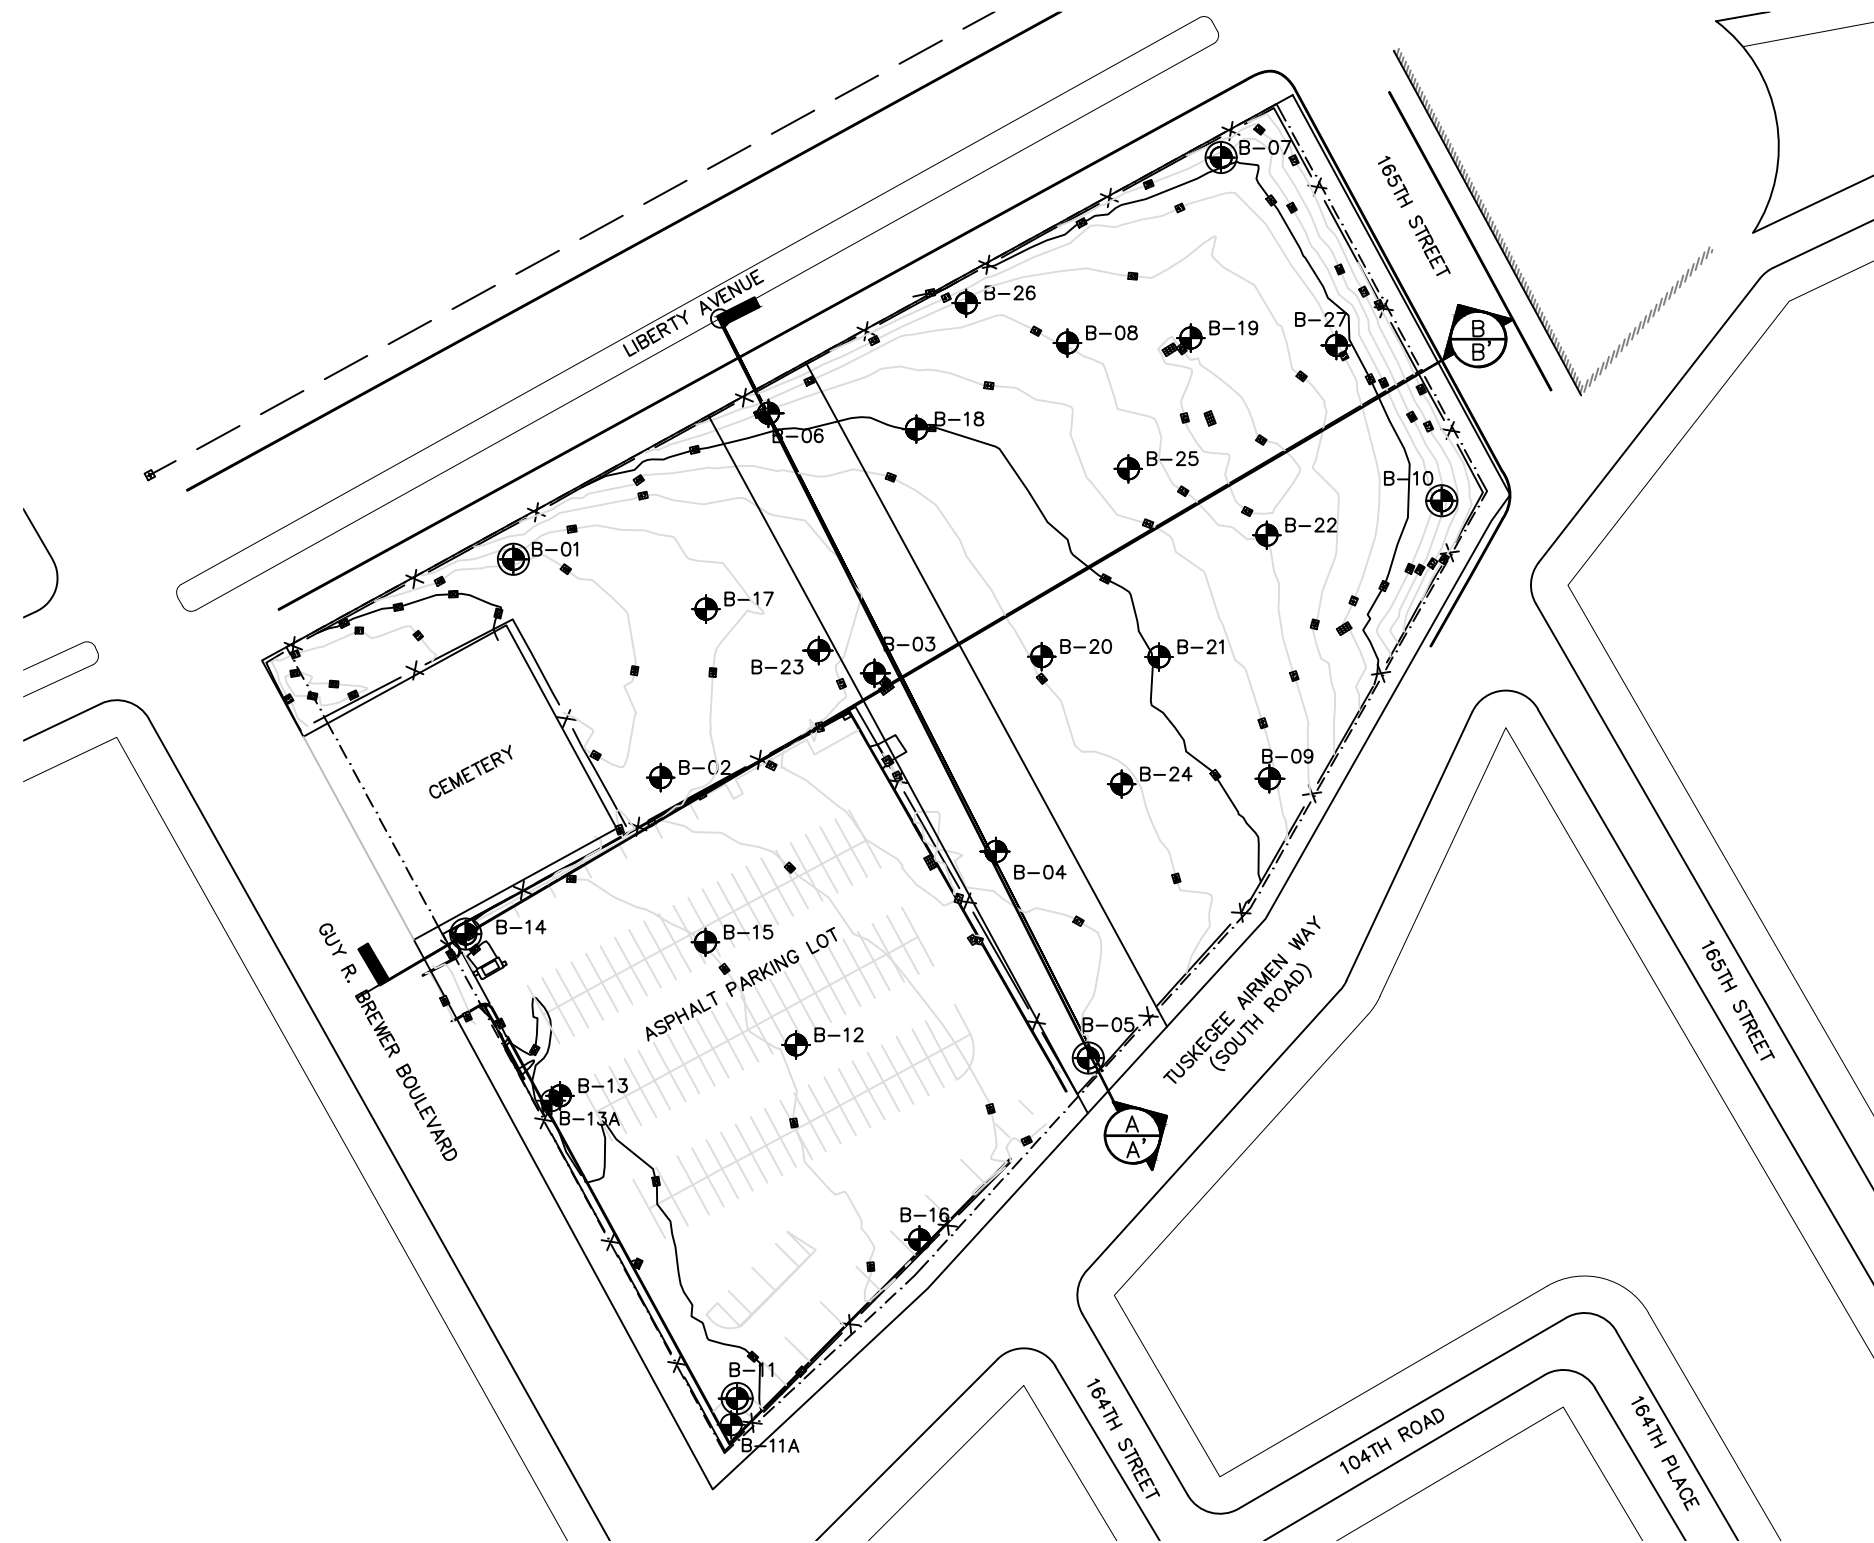 B-07
165TH STREET
LIBERTY AVENUE
B-26
B-08
B-19
B-27
B
B'
B-06
B-18
B-25
B-10
B-22
B-01
B-17
B-03
B-23
B-20
B-21
CEMETERY
B-02
B-24
B-09
B-04
B-14
B-15
ASPHALT PARKING LOT
GUY R. BREWER BOULEVARD
B-12
B-05
TUSKEGEE AIRMEN WAY
(SOUTH ROAD)
165TH STREET
B-13
B-13A
A
A'
B-16
B-11
B-11A
164TH STREET
104TH ROAD
164TH PLACE